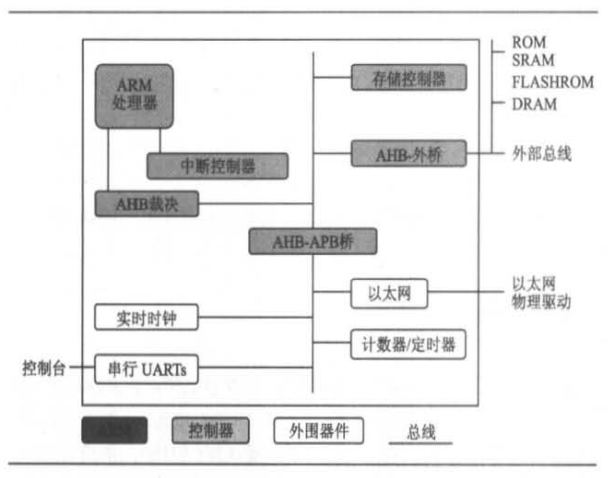 ARM
处理器
中断控制器
AHB裁决
存储控制器
AHB-外桥
AHB-APB桥
ROM
SRAM
FLASHROM
DRAM
外部总线
实时时钟
以太网
以太网
物理驱动
控制台
串行 UARTs
计数器/定时器
控制器
外围器件
总线